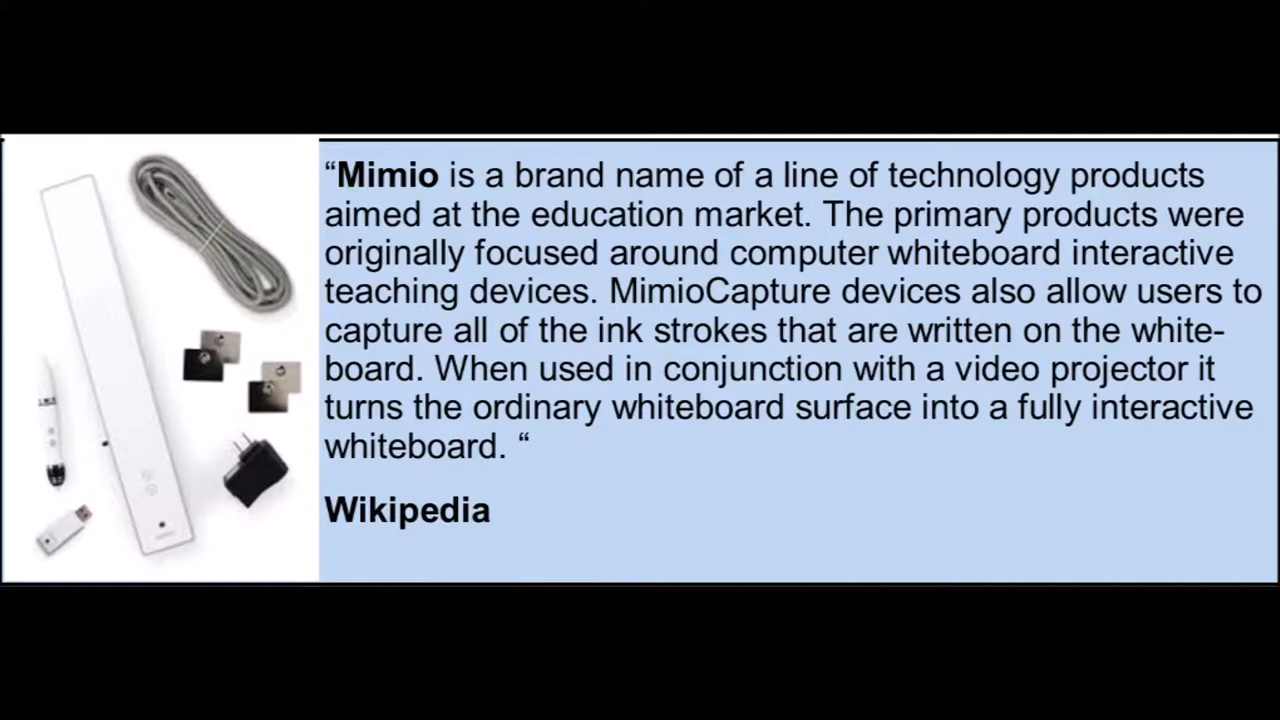 “Mimio is a brand name of a line of technology products
aimed at the education market. The primary products were
originally focused around computer whiteboard interactive
teaching devices. MimioCapture devices also allow users to
capture all of the ink strokes that are written on the white-
board. When used in conjunction with a video projector it
turns the ordinary whiteboard surface into a fully interactive
whiteboard. “
Wikipedia